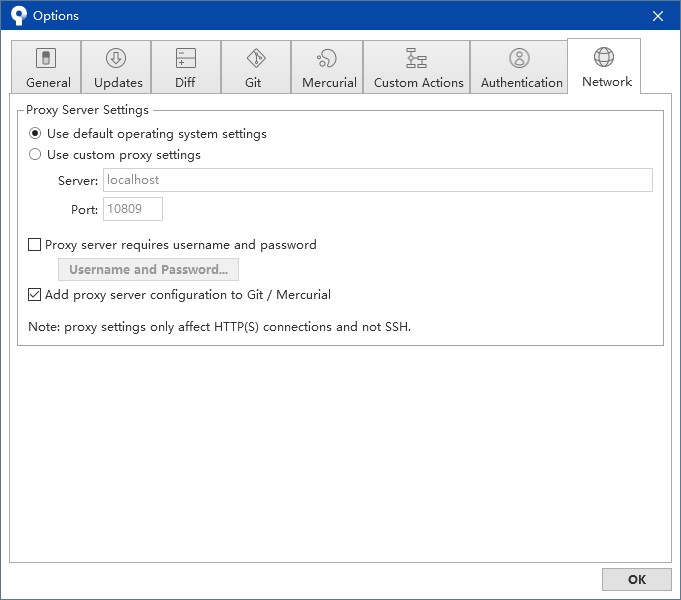 Options
General Updates Diff Git Mercurial Custom Actions Authentication Network
Proxy Server Settings
Use default operating system settings
Use custom proxy settings
Server: localhost
Port: 10809
Proxy server requires username and password
Username and Password...
Add proxy server configuration to Git / Mercurial
Note: proxy settings only affect HTTP(S) connections and not SSH.
OK